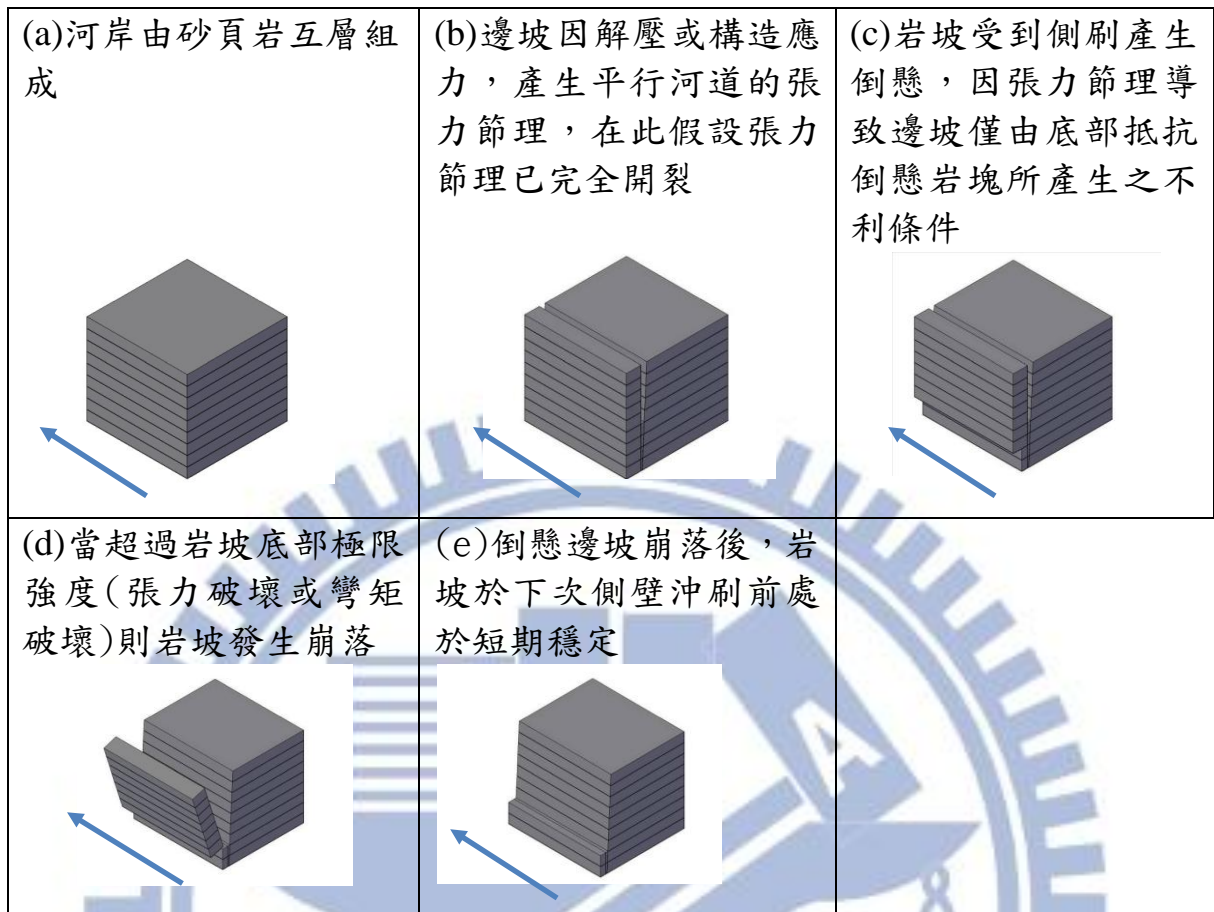 (a)河岸由砂頁岩互層組
成
(b)邊坡因解壓或構造應
力，產生平行河道的張
力節理，在此假設張力
節理已完全開裂
(c)岩坡受到側刷產生
倒懸，因張力節理導
致邊坡僅由底部抵抗
倒懸岩塊所產生之不
利條件
(d)當超過岩坡底部極限
強度(張力破壞或彎矩
破壞)則岩坡發生崩落
(e)倒懸邊坡崩落後，岩
坡於下次側壁沖刷前處
於短期穩定
A
8